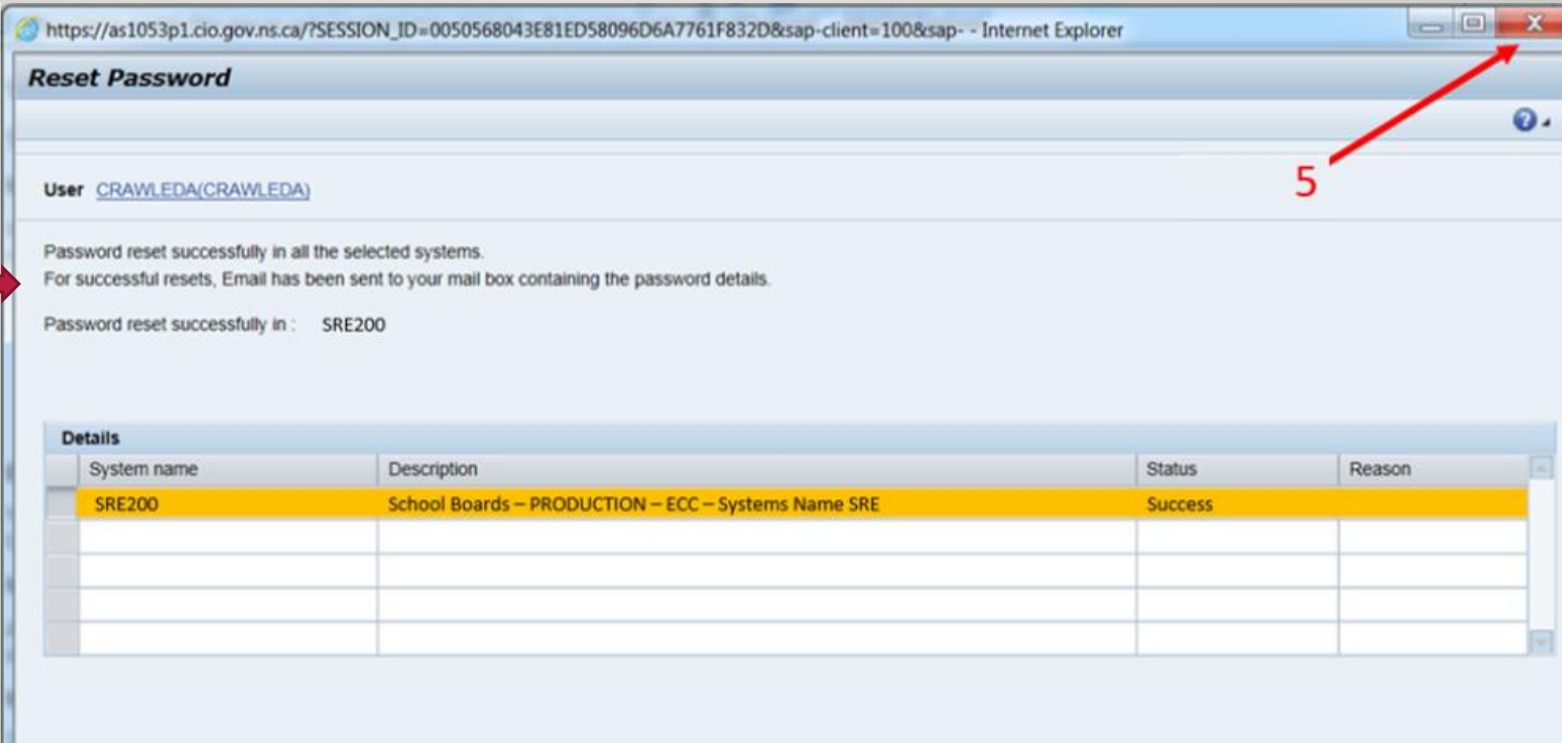 https://as1053p1.cio.gov.ns.ca/?SESSION_ID=0050568043E81ED58096D6A7761F832D&sap-client=100&sap- - Internet Explorer
Reset Password
5
User CRAWLEDA(CRAWLEDA)
Password reset successfully in all the selected systems.
For successful resets, Email has been sent to your mail box containing the password details.
Password reset successfully in : SRE200
Details
System name Description Status Reason
SRE200 School Boards – PRODUCTION – ECC – Systems Name SRE Success